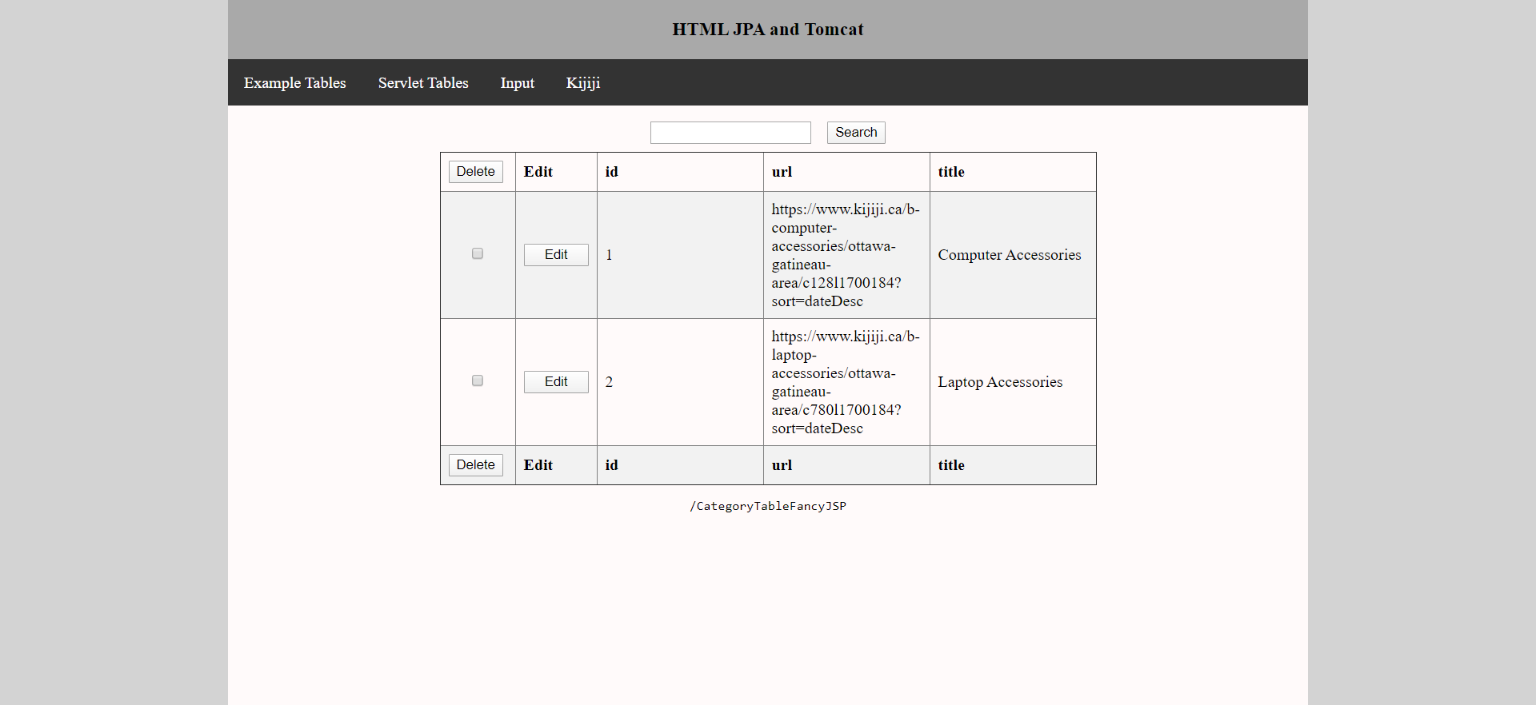 HTML JPA and Tomcat
Example Tables Servlet Tables Input Kijiji
Search
Delete Edit id url title
Edit 1 https://www.kijiji.ca/b-
computer-
accessories/ottawa-
gatineau-
area/c128l1700184?
sort=dateDesc
Computer Accessories
Edit 2 https://www.kijiji.ca/b-
laptop-
accessories/ottawa-
gatineau-
area/c780l1700184?
sort=dateDesc
Laptop Accessories
Delete Edit id url title
/CategoryTableFancyJSP